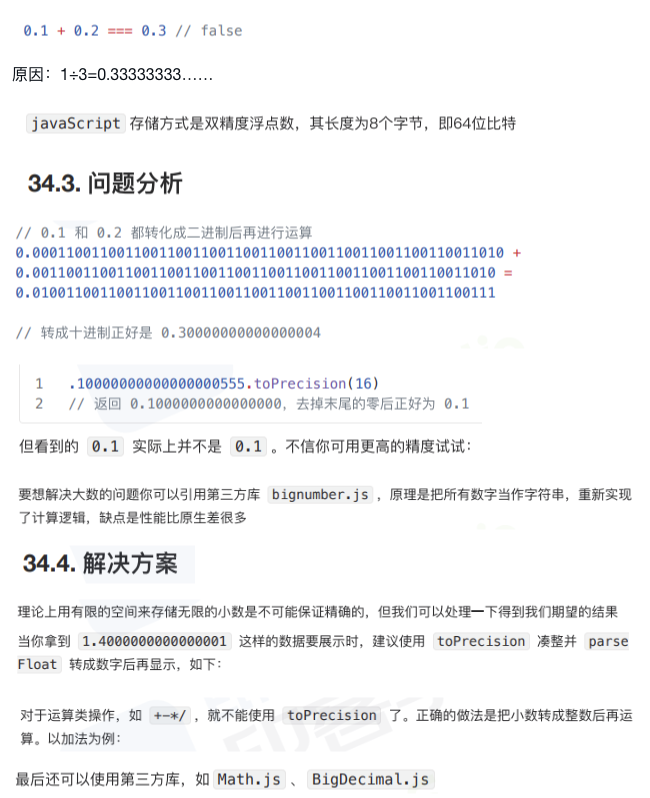 0.1 + 0.2 === 0.3 // false
原因：1÷3=0.33333333……
javaScript 存储方式是双精度浮点数，其长度为8个字节，即64位比特
34.3. 问题分析
// 0.1 和 0.2 都转化成二进制后再进行运算
0.00011001100110011001100110011001100110011001100110011010 +
0.0011001100110011001100110011001100110011001100110011010 =
0.0100110011001100110011001100110011001100110011001100111
// 转成十进制正好是 0.30000000000000004
1 .10000000000000000555.toPrecision(16)
2 // 返回 0.1000000000000000，去掉末尾的零后正好为 0.1
但看到的 0.1 实际上并不是 0.1 。不信你可用更高的精度试试：
要想解决大数的问题你可以引用第三方库 bignumber.js ，原理是把所有数字当作字符串，重新实现
了计算逻辑，缺点是性能比原生差很多
34.4. 解决方案
理论上用有限的空间来存储无限的小数是不可能保证精确的，但我们可以处理一下得到我们期望的结果
当你拿到 1.4000000000000001 这样的数据要展示时，建议使用 toPrecision 凑整并 parse
Float 转成数字后再显示，如下：
对于运算类操作，如 +-*/ ，就不能使用 toPrecision 了。正确的做法是把小数转成整数后再运
算。以加法为例：
最后还可以使用第三方库，如 Math.js 、 BigDecimal.js